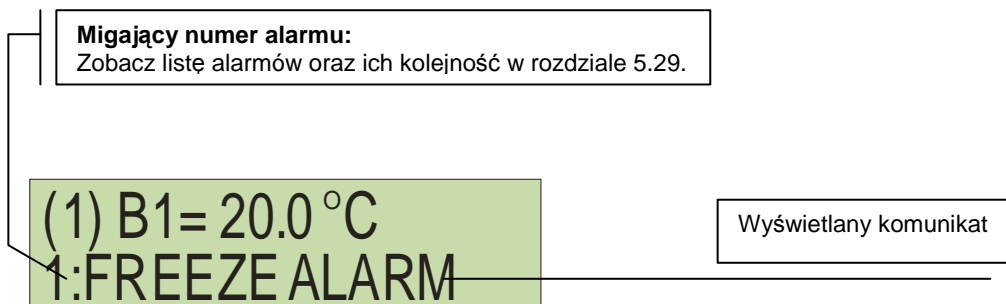 Migający numer alarmu:
Zobacz listę alarmów oraz ich kolejność w rozdziale 5.29.
(1) B1= 20.0 °C
1:FREEZE ALARM
Wyświetlany komunikat